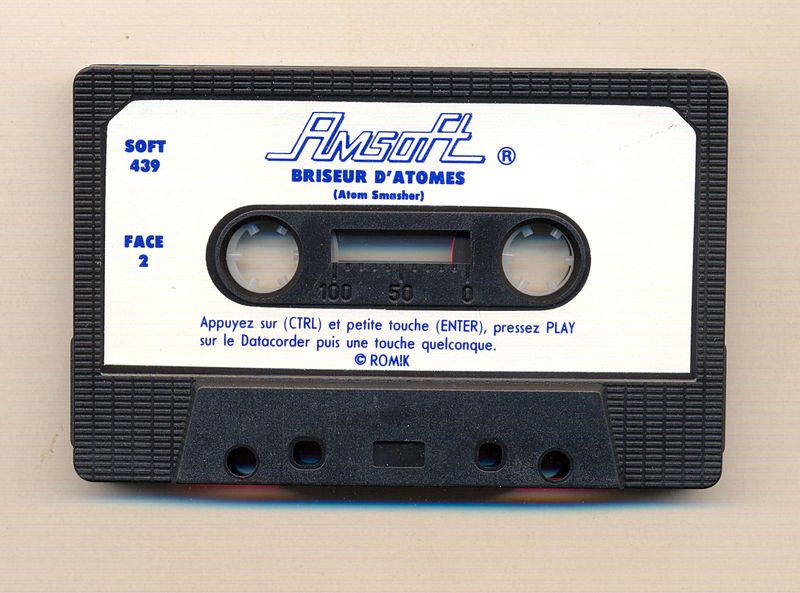 Amsoft ®
BRISEUR D'ATOMES
(Atom Smasher)
SOFT
439
FACE
2
100 50 0
Appuyez sur (CTRL) et petite touche (ENTER), pressez PLAY
sur le Datacorder puis une touche quelconque.
© ROMIK